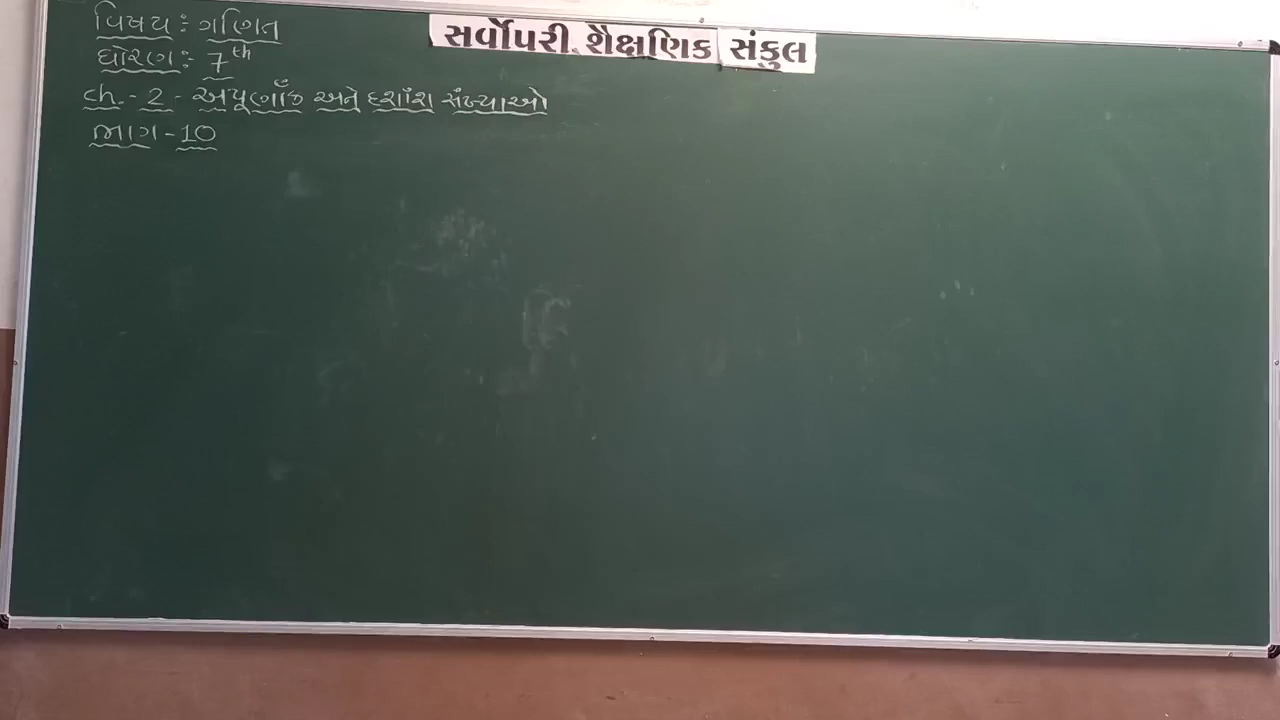 સર્વોપરી શૈક્ષણિક સંકુલ
વિષય : ગણિત
ધોરણ : 7th
ch.- 2 - અપૂર્ણાંક અને દશાંશ સંખ્યાઓ
ભાગ - 10